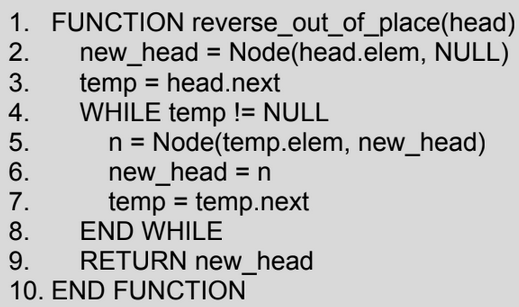 1. FUNCTION reverse_out_of_place(head)
2. new_head = Node(head.elem, NULL)
3. temp = head.next
4. WHILE temp != NULL
5. n = Node(temp.elem, new_head)
6. new_head = n
7. temp = temp.next
8. END WHILE
9. RETURN new_head
10. END FUNCTION